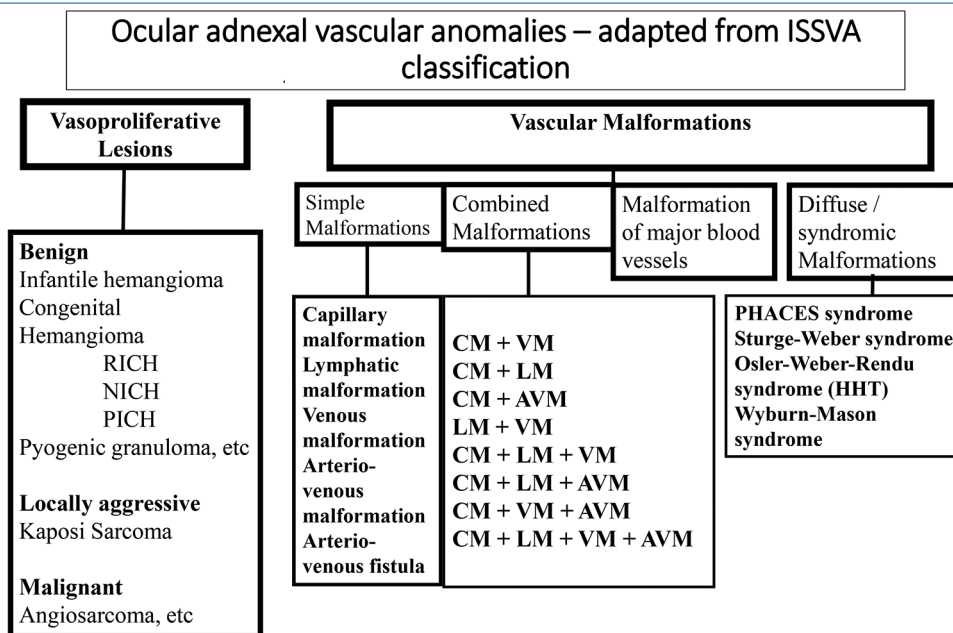 Ocular adnexal vascular anomalies – adapted from ISSVA
classification
Vasoproliferative
Lesions
Vascular Malformations
Simple
Malformations
Combined
Malformations
Malformation
of major blood
vessels
Diffuse /
syndromic
Malformations
Benign
Infantile hemangioma
Congenital
Hemangioma
RICH
NICH
PICH
Pyogenic granuloma, etc
Locally aggressive
Kaposi Sarcoma
Malignant
Angiosarcoma, etc
Capillary
malformation
Lymphatic
malformation
Venous
malformation
Arterio-
venous
malformation
Arterio-
venous fistula
CM + VM
CM + LM
CM + AVM
LM + VM
CM + LM + VM
CM + LM + AVM
CM + VM + AVM
CM + LM + VM + AVM
PHACES syndrome
Sturge-Weber syndrome
Osler-Weber-Rendu
syndrome (HHT)
Wyburn-Mason
syndrome